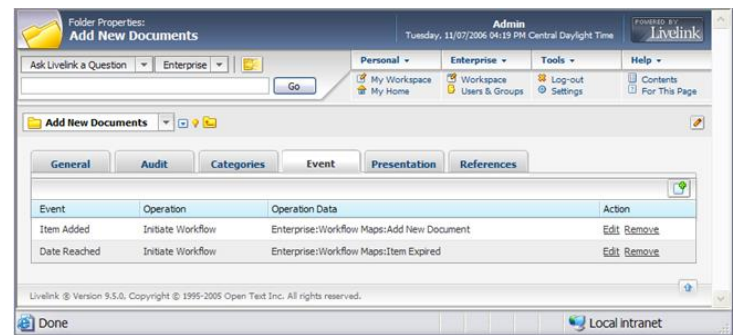 Folder Properties:
Add New Documents
Admin
Tuesday, 11/07/2006 04:19 PM Central Daylight Time
POWERED BY
Livelink
Ask Livelink a Question
Enterprise
Go
Personal
My Workspace
My Home
Enterprise
Workspace
Users & Groups
Tools
Log-out
Settings
Help
Contents
For This Page
Add New Documents
General Audit Categories Event Presentation References
Event Operation Operation Data Action
Item Added Initiate Workflow Enterprise:Workflow Maps:Add New Document Edit Remove
Date Reached Initiate Workflow Enterprise:Workflow Maps:Item Expired Edit Remove
Livelink ® Version 9.5.0, Copyright © 1995-2005 Open Text Inc. All rights reserved.
Done Local intranet